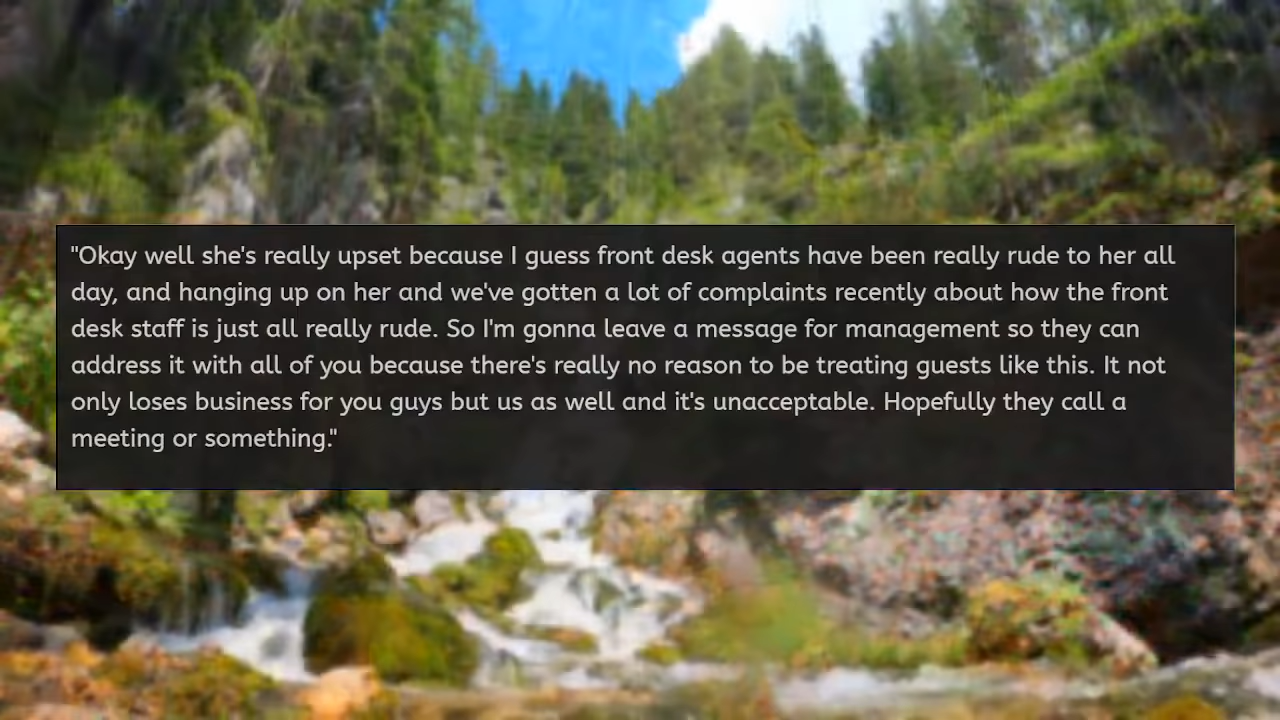 "Okay well she's really upset because I guess front desk agents have been really rude to her all
day, and hanging up on her and we've gotten a lot of complaints recently about how the front
desk staff is just all really rude. So I'm gonna leave a message for management so they can
address it with all of you because there's really no reason to be treating guests like this. It not
only loses business for you guys but us as well and it's unacceptable. Hopefully they call a
meeting or something."